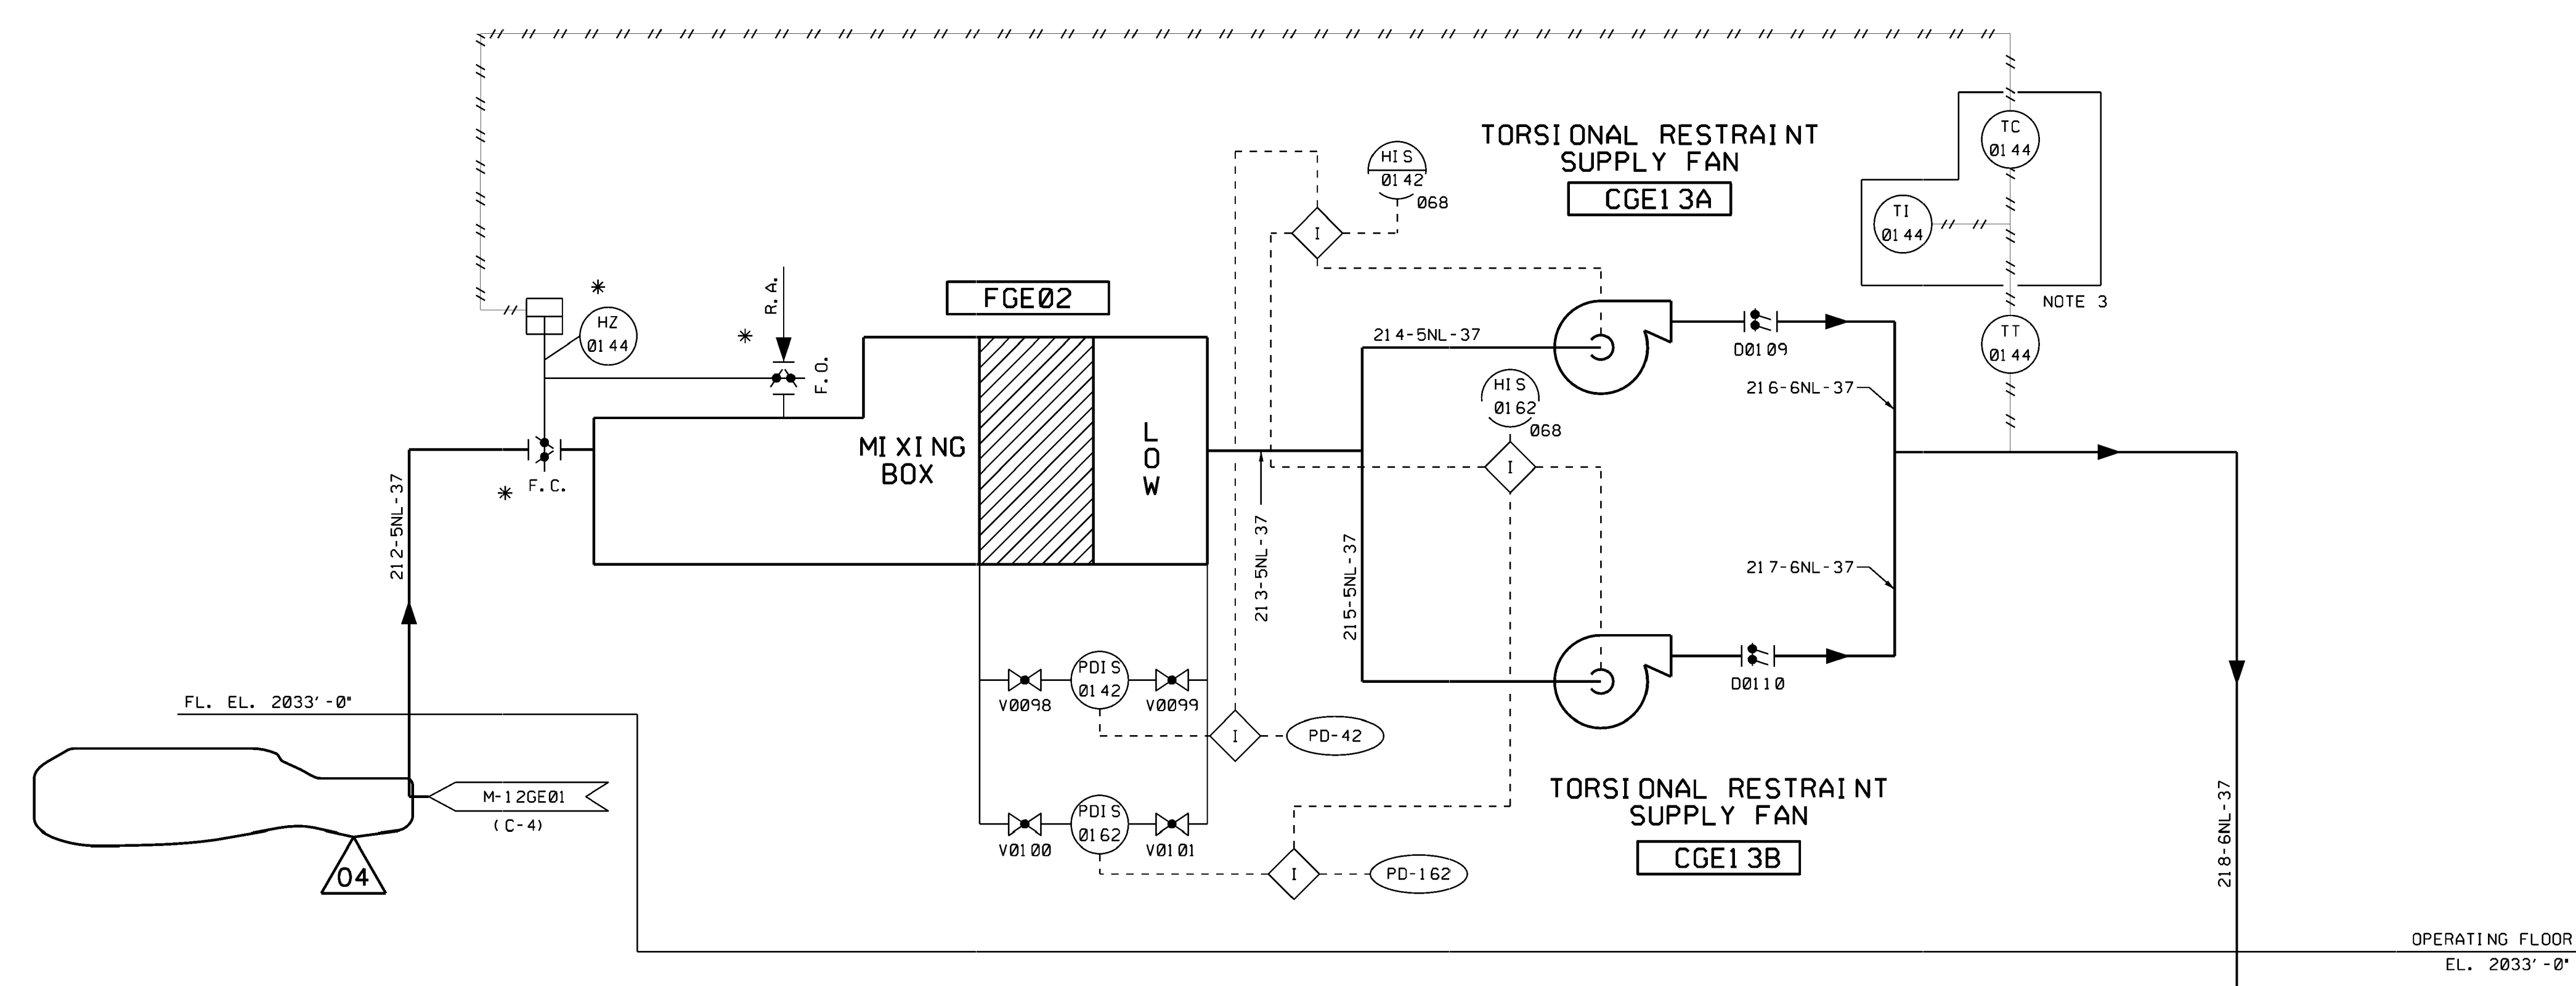 TORSIONAL RESTRAINT
SUPPLY FAN
CGE13A
HIS
0142
068
I
TC
0144
TI
0144
NOTE 3
TT
0144
*
HZ
0144
*
R.A.
F.O.
*
F.C.
FGE02
MIXING
BOX
LOW
212-5NL-37
213-5NL-37
214-5NL-37
215-5NL-37
HIS
0162
068
I
D0109
216-6NL-37
217-6NL-37
D0110
PDIS
0142
V0098
V0099
I
PD-42
PDIS
0162
V0100
V0101
I
PD-162
FL. EL. 2033'-0"
M-12GE01
(C-4)
04
TORSIONAL RESTRAINT
SUPPLY FAN
CGE13B
218-6NL-37
OPERATING FLOOR
EL. 2033'-0"